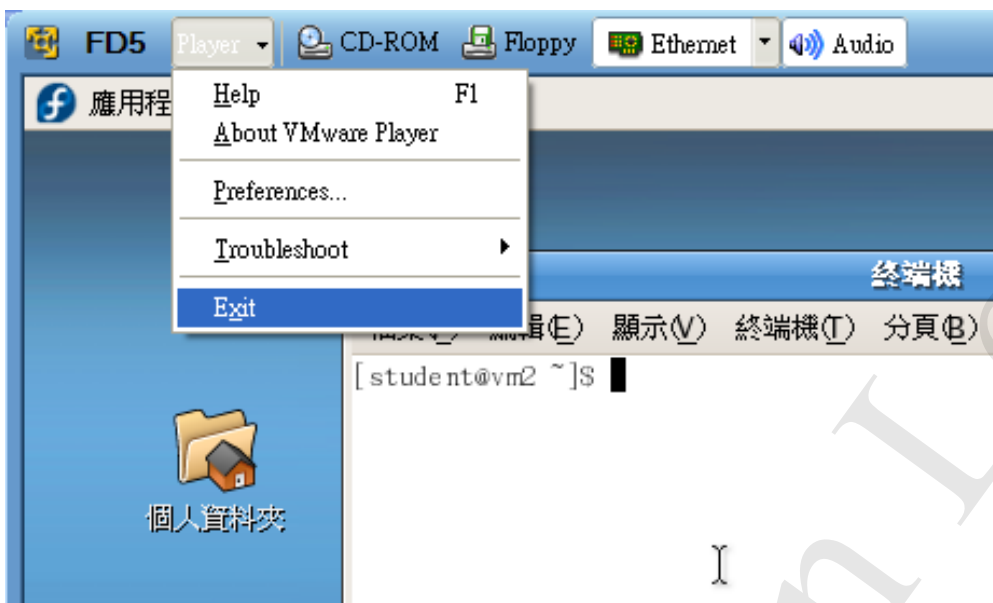 FD5 Player CD-ROM Floppy Ethernet Audio
應用程
Help F1
About VMware Player
Preferences...
Troubleshoot
Exit
終端機
編輯(E) 顯示(V) 終端機(T) 分頁(B)
[student@vm2 ~]$
個人資料夾